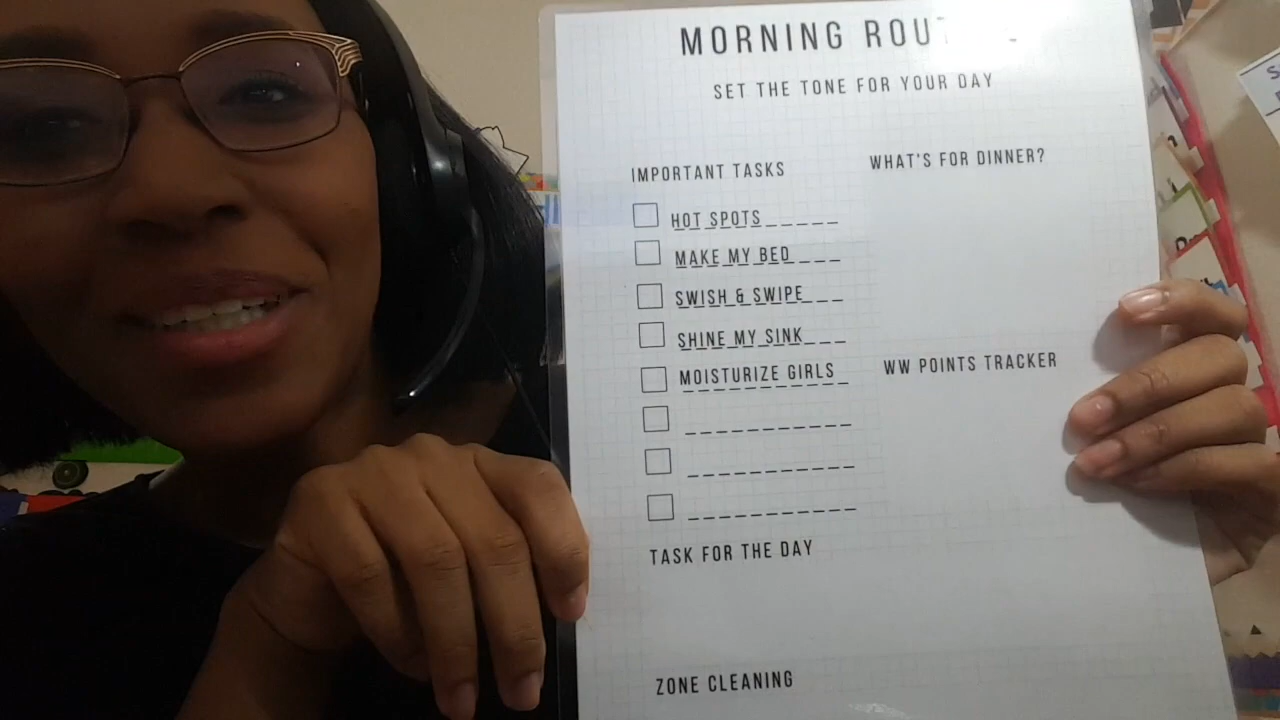 MORNING ROU
SET THE TONE FOR YOUR DAY
IMPORTANT TASKS
HOT SPOTS
MAKE MY BED
SWISH & SWIPE
SHINE MY SINK
MOISTURIZE GIRLS
WHAT'S FOR DINNER?
WW POINTS TRACKER
TASK FOR THE DAY
ZONE CLEANING